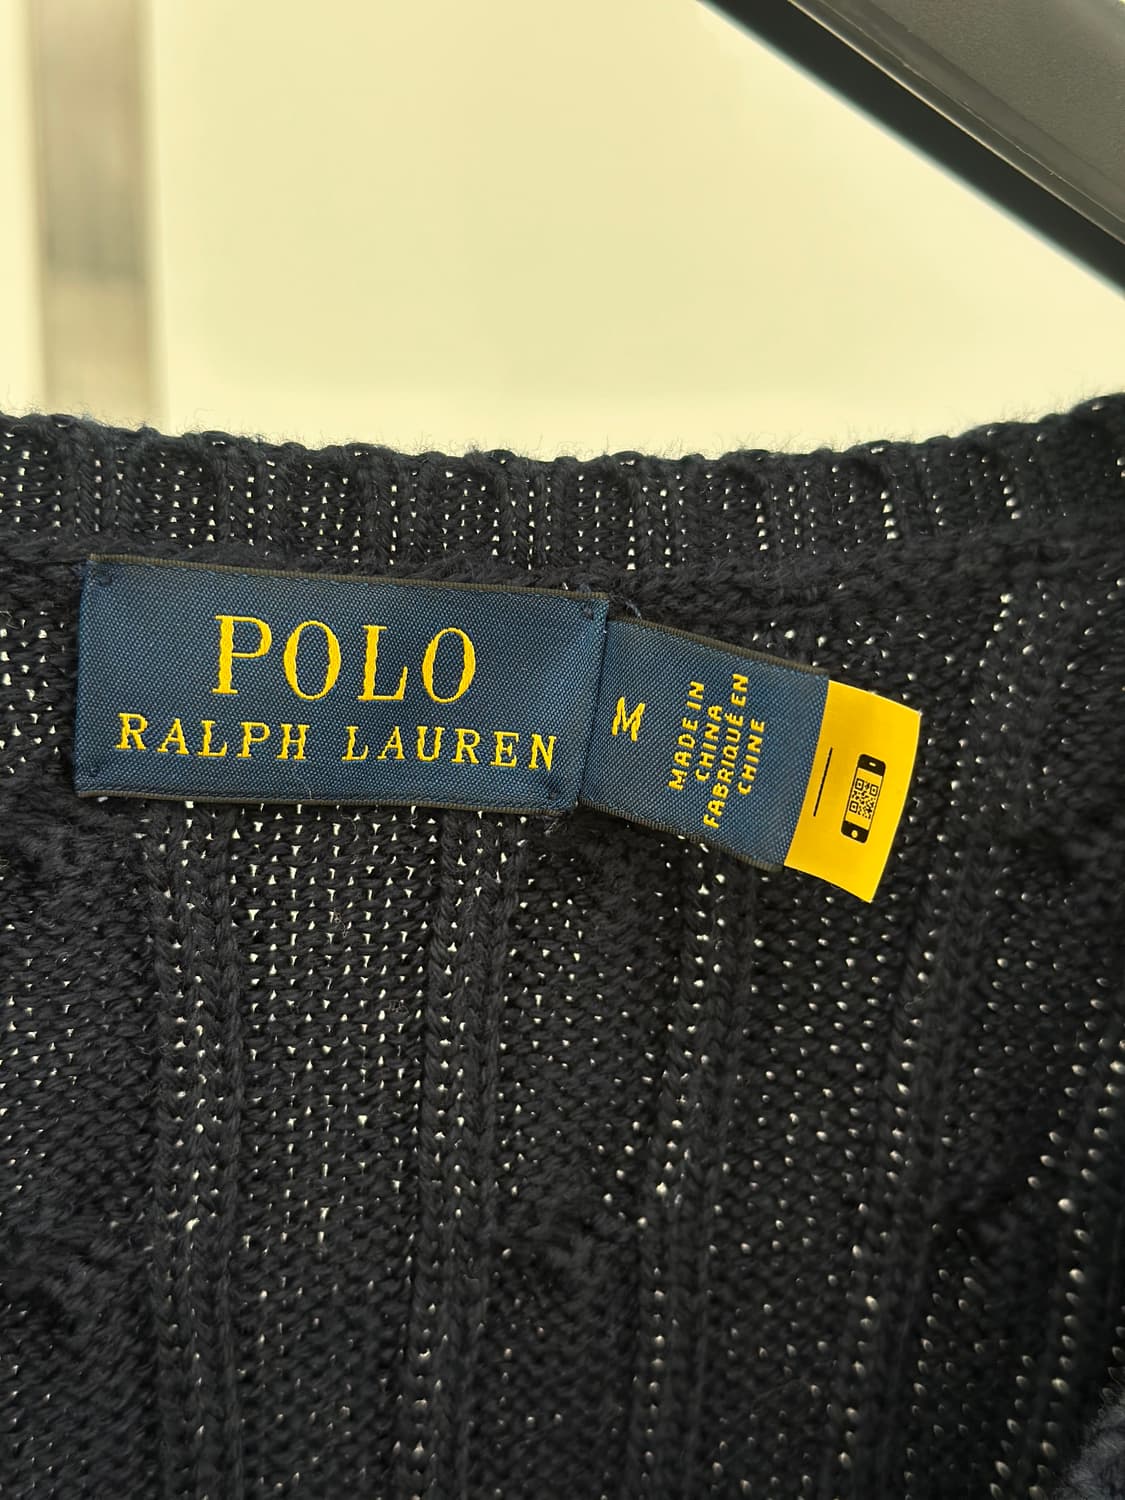 POLO
RALPH LAUREN
M
MADE IN
CHINA
FABRIQUÉ EN
CHINE